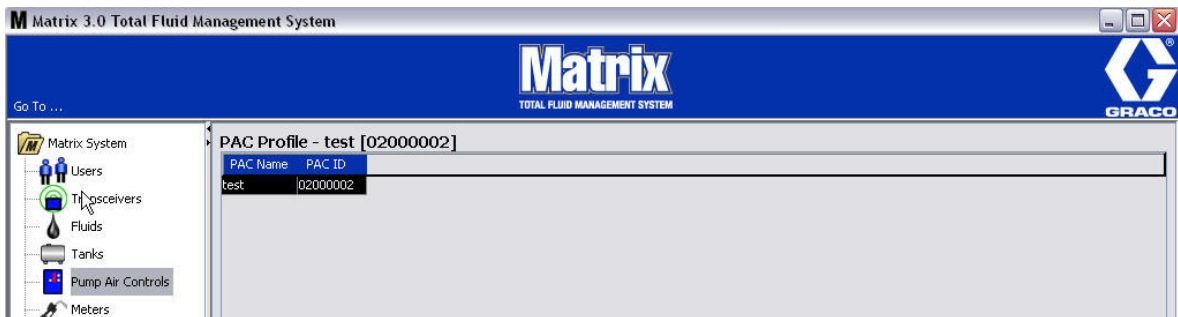 M Matrix 3.0 Total Fluid Management System
Matrix
TOTAL FLUID MANAGEMENT SYSTEM
GRACO
®
Go To ...
Matrix System
Users
Transceivers
Fluids
Tanks
Pump Air Controls
Meters
PAC Profile - test [02000002]
PAC Name PAC ID
test 02000002